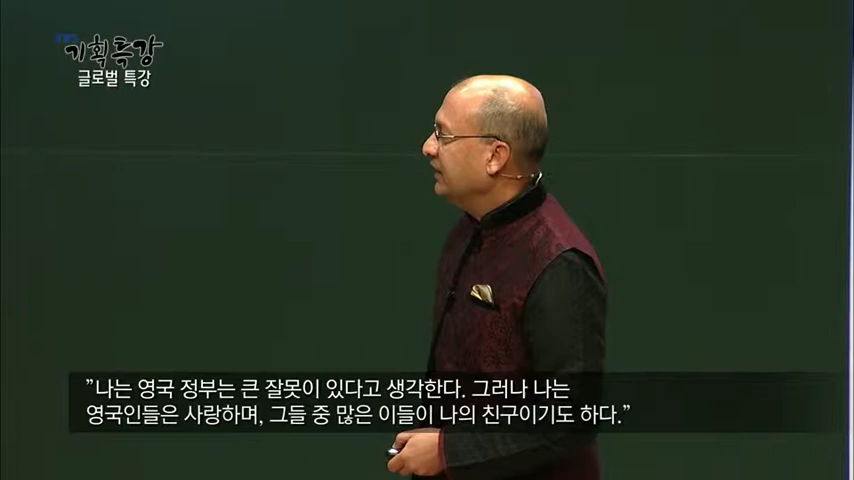 기획특강
글로벌 특강
”나는 영국 정부는 큰 잘못이 있다고 생각한다. 그러나 나는
영국인들은 사랑하며, 그들 중 많은 이들이 나의 친구이기도 하다.”